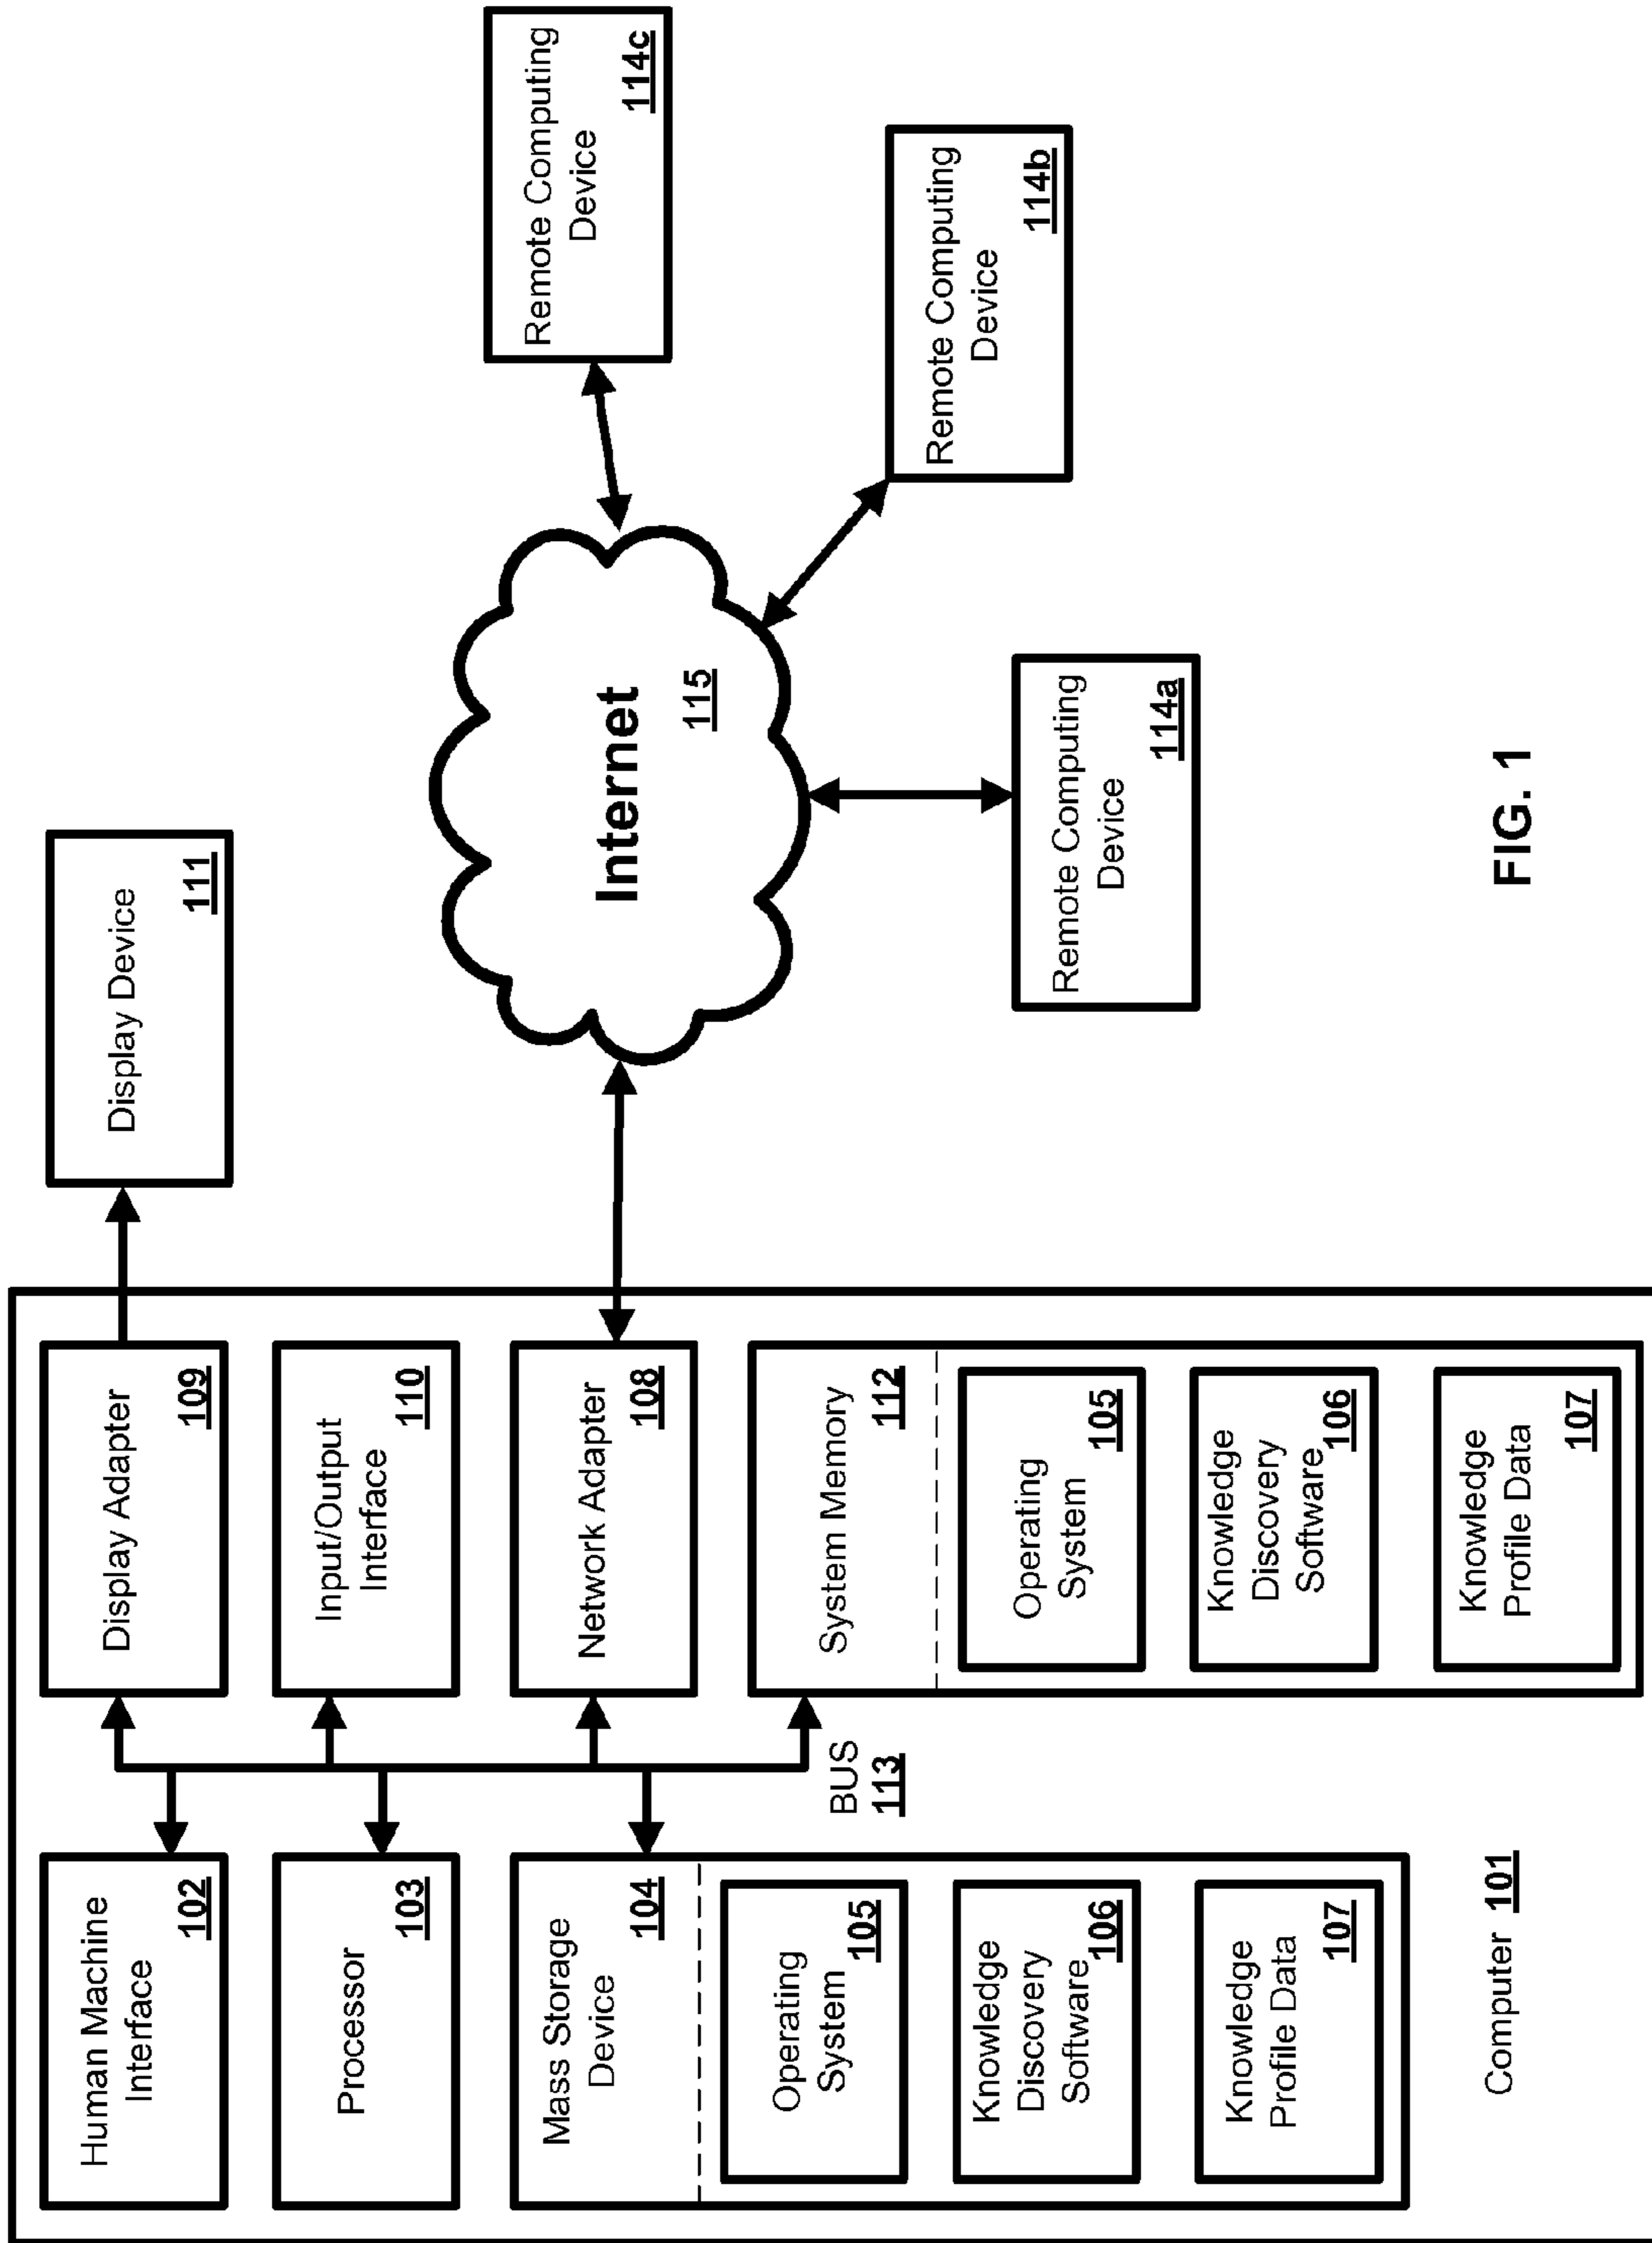 Human Machine
Interface
102
Processor
103
Mass Storage
Device
104
Operating
System
105
Knowledge
Discovery
Software
106
Knowledge
Profile Data
107
Computer 101
BUS
113
Display Adapter
109
Input/Output
Interface
110
Network Adapter
108
System Memory
112
Operating
System
105
Knowledge
Discovery
Software
106
Knowledge
Profile Data
107
Display Device
111
Internet
115
Remote Computing
Device
114a
Remote Computing
Device
114b
Remote Computing
Device
114c
FIG. 1